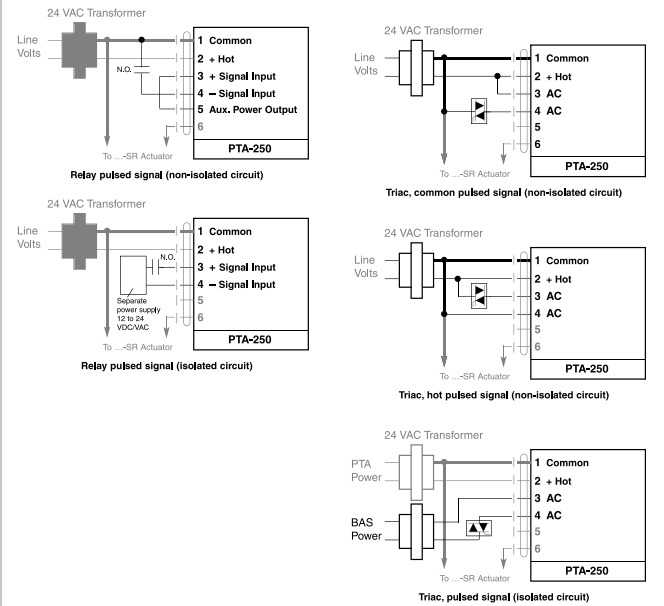 24 VAC Transformer
Line
Volts
N.O.
1 Common
2 + Hot
3 + Signal Input
4 – Signal Input
5 Aux. Power Output
6
PTA-250
To ...-SR Actuator
Relay pulsed signal (non-isolated circuit)
24 VAC Transformer
Line
Volts
N.O.
1 Common
2 + Hot
3 + Signal Input
4 – Signal Input
5
6
Separate
power supply
12 to 24
VDC/VAC
PTA-250
To ...-SR Actuator
Relay pulsed signal (isolated circuit)
24 VAC Transformer
Line
Volts
1 Common
2 + Hot
3 AC
4 AC
5
6
PTA-250
To ...-SR Actuator
Triac, common pulsed signal (non-isolated circuit)
24 VAC Transformer
Line
Volts
1 Common
2 + Hot
3 AC
4 AC
5
6
PTA-250
To ...-SR Actuator
Triac, hot pulsed signal (non-isolated circuit)
24 VAC Transformer
PTA
Power
BAS
Power
1 Common
2 + Hot
3 AC
4 AC
5
6
PTA-250
To ...-SR Actuator
Triac, pulsed signal (isolated circuit)